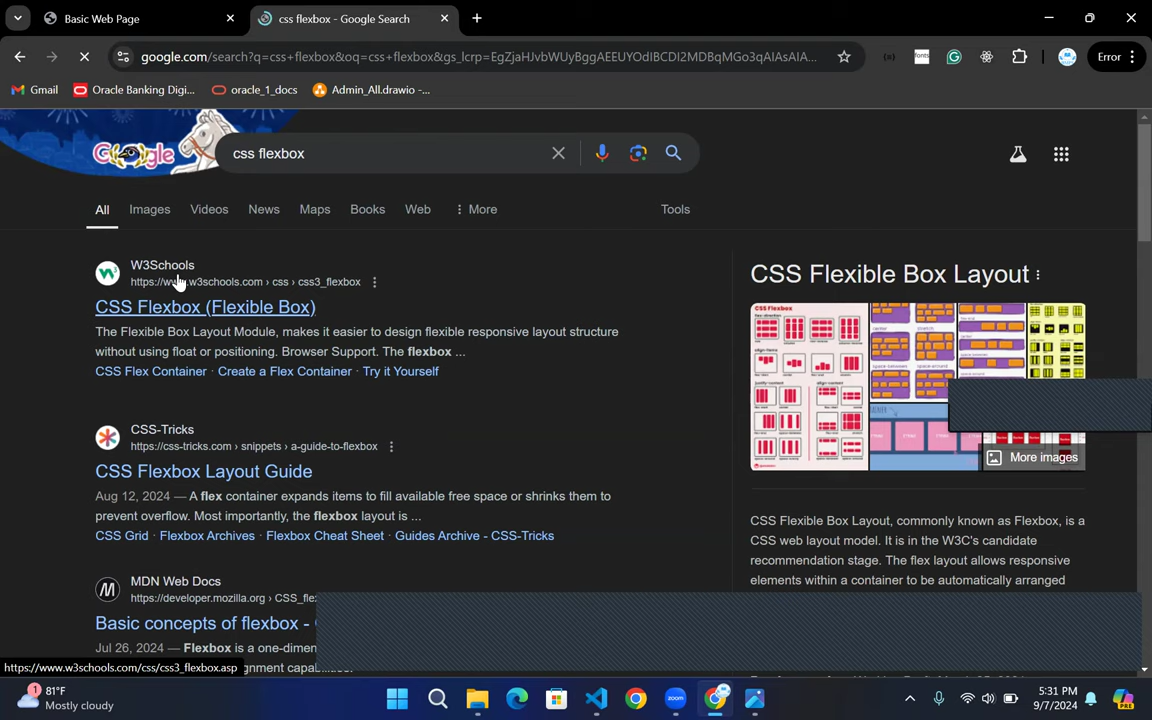 Basic Web Page
css flexbox - Google Search
google.com/search?q=css+flexbox&oq=css+flexbox&gs_lcrp=EgZjaHJvbWUyBggAEEUYOdIBCDI2MDBqMGo3qAIAsAIA...
Error
Gmail
Oracle Banking Digi...
oracle_1_docs
Admin_All.drawio -...
css flexbox
All
Images
Videos
News
Maps
Books
Web
More
Tools
W3Schools
https://www.w3schools.com › css › css3_flexbox
CSS Flexbox (Flexible Box)
The Flexible Box Layout Module, makes it easier to design flexible responsive layout structure
without using float or positioning. Browser Support. The flexbox ...
CSS Flex Container · Create a Flex Container · Try it Yourself
CSS-Tricks
https://css-tricks.com › snippets › a-guide-to-flexbox
CSS Flexbox Layout Guide
Aug 12, 2024 — A flex container expands items to fill available free space or shrinks them to
prevent overflow. Most importantly, the flexbox layout is ...
CSS Grid · Flexbox Archives · Flexbox Cheat Sheet · Guides Archive - CSS-Tricks
MDN Web Docs
https://developer.mozilla.org › CSS_fle
Basic concepts of flexbox -
Jul 26, 2024 — Flexbox is a one-dimen
gnment capabi
https://www.w3schools.com/css/css3_flexbox.asp
CSS Flexible Box Layout
More images
CSS Flexible Box Layout, commonly known as Flexbox, is a
CSS web layout model. It is in the W3C's candidate
recommendation stage. The flex layout allows responsive
elements within a container to be automatically arranged
1
81°F
Mostly cloudy
zoom
5:31 PM
9/7/2024
PRE